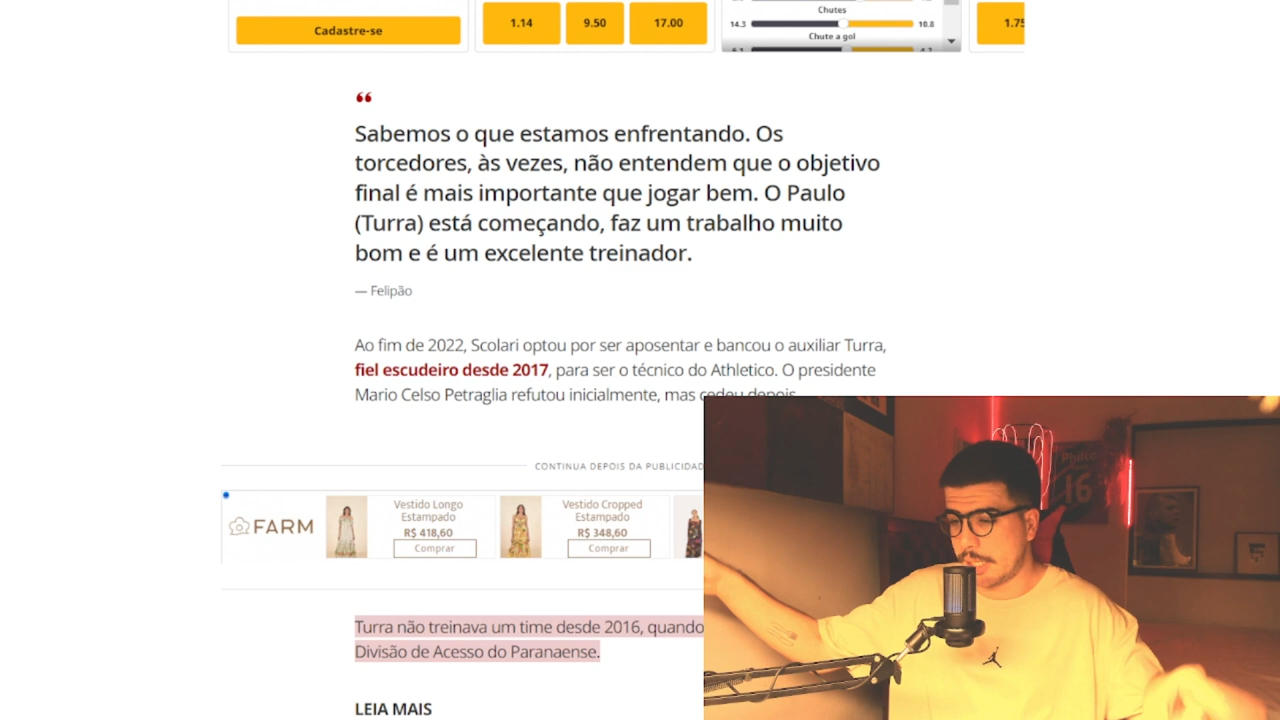 Cadastre-se
1.14
9.50
17.00
Chutes
14.3
10.8
Chute a gol
1.75
Sabemos o que estamos enfrentando. Os
torcedores, às vezes, não entendem que o objetivo
final é mais importante que jogar bem. O Paulo
(Turra) está começando, faz um trabalho muito
bom e é um excelente treinador.
— Felipão
Ao fim de 2022, Scolari optou por ser aposentar e bancou o auxiliar Turra,
fiel escudeiro desde 2017, para ser o técnico do Athletico. O presidente
Mario Celso Petraglia refutou inicialmente, mas cedeu depois.
CONTINUA DEPOIS DA PUBLICIDAD
FARM
Vestido Longo
Estampado
R$ 418,60
Comprar
Vestido Cropped
Estampado
R$ 348,60
Comprar
Philco
16
Turra não treinava um time desde 2016, quando
Divisão de Acesso do Paranaense.
LEIA MAIS